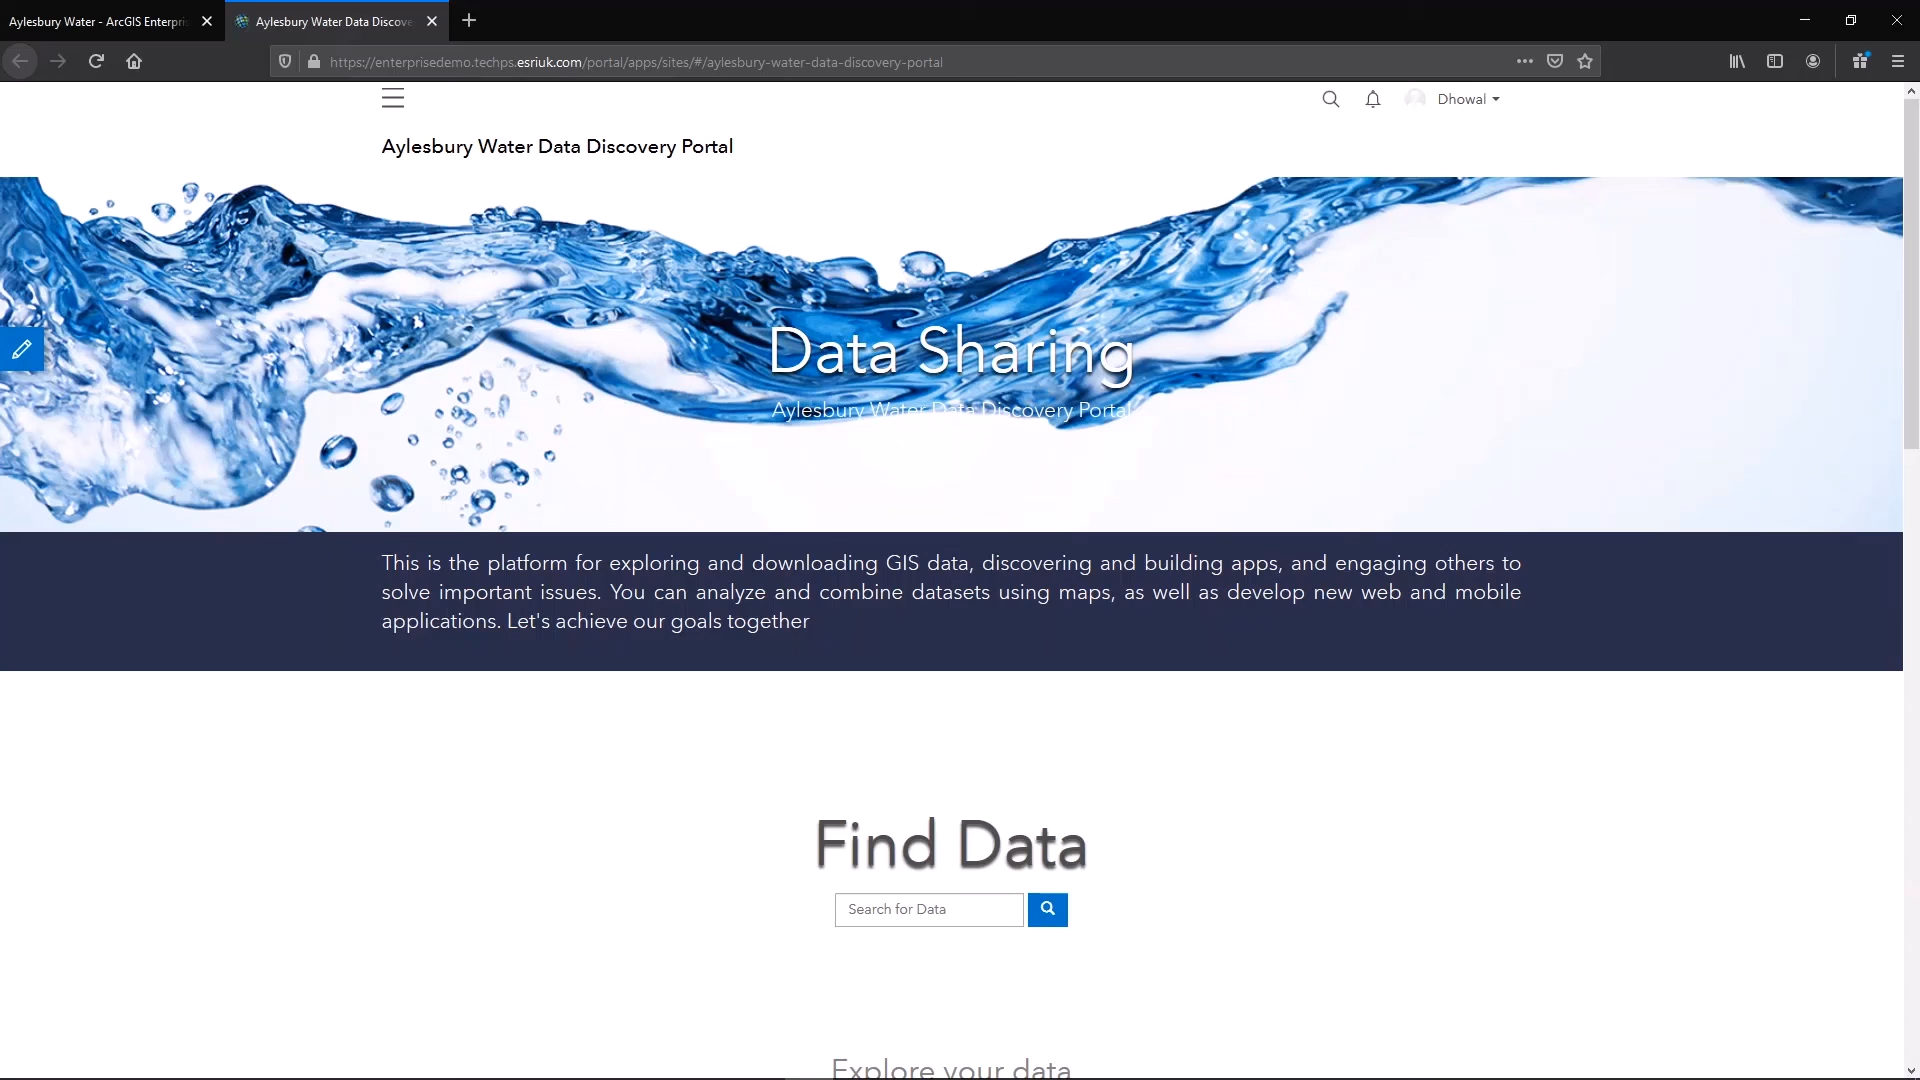 Aylesbury Water - ArcGIS Enterpri
Aylesbury Water Data Discove
https://enterprisedemo.techps.esriuk.com/portal/apps/sites/#/aylesbury-water-data-discovery-portal
Dhowal
Aylesbury Water Data Discovery Portal
Data Sharing
Aylesbury Water Data Discovery Portal
This is the platform for exploring and downloading GIS data, discovering and building apps, and engaging others to
solve important issues. You can analyze and combine datasets using maps, as well as develop new web and mobile
applications. Let's achieve our goals together
Find Data
Search for Data
Explore your data